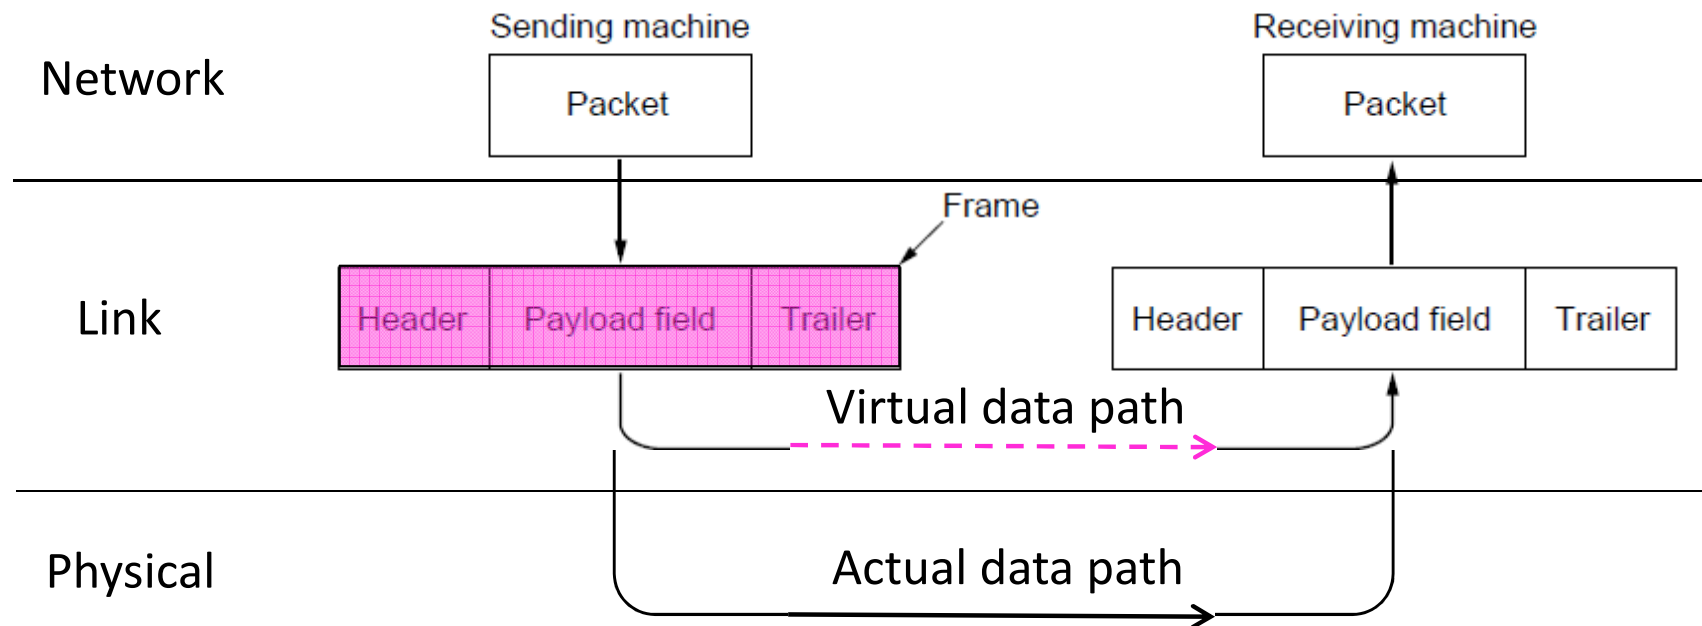 Sending machine
Receiving machine
Network
Packet
Packet
Frame
Link
Header
Payload field
Trailer
Header
Payload field
Trailer
Virtual data path
Physical
Actual data path